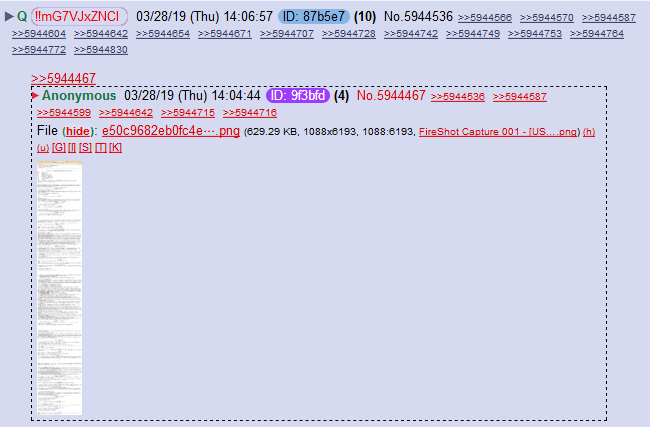 ▶ Q !!mG7VJxZNCI 03/28/19 (Thu) 14:06:57 ID: 87b5e7 (10) No.5944536 >>5944566 >>5944570 >>5944587
>>5944604 >>5944642 >>5944654 >>5944671 >>5944707 >>5944728 >>5944742 >>5944749 >>5944753 >>5944764
>>5944772 >>5944830
>>5944467
▶ Anonymous 03/28/19 (Thu) 14:04:44 ID: 9f3bfd (4) No.5944467 >>5944536 >>5944587
>>5944599 >>5944642 >>5944715 >>5944716
File (hide): e50c9682eb0fc4e⋯.png (629.29 KB, 1088x6193, 1088:6193, FireShot Capture 001 - [US....png) (h)
(u) [G] [I] [S] [T] [K]